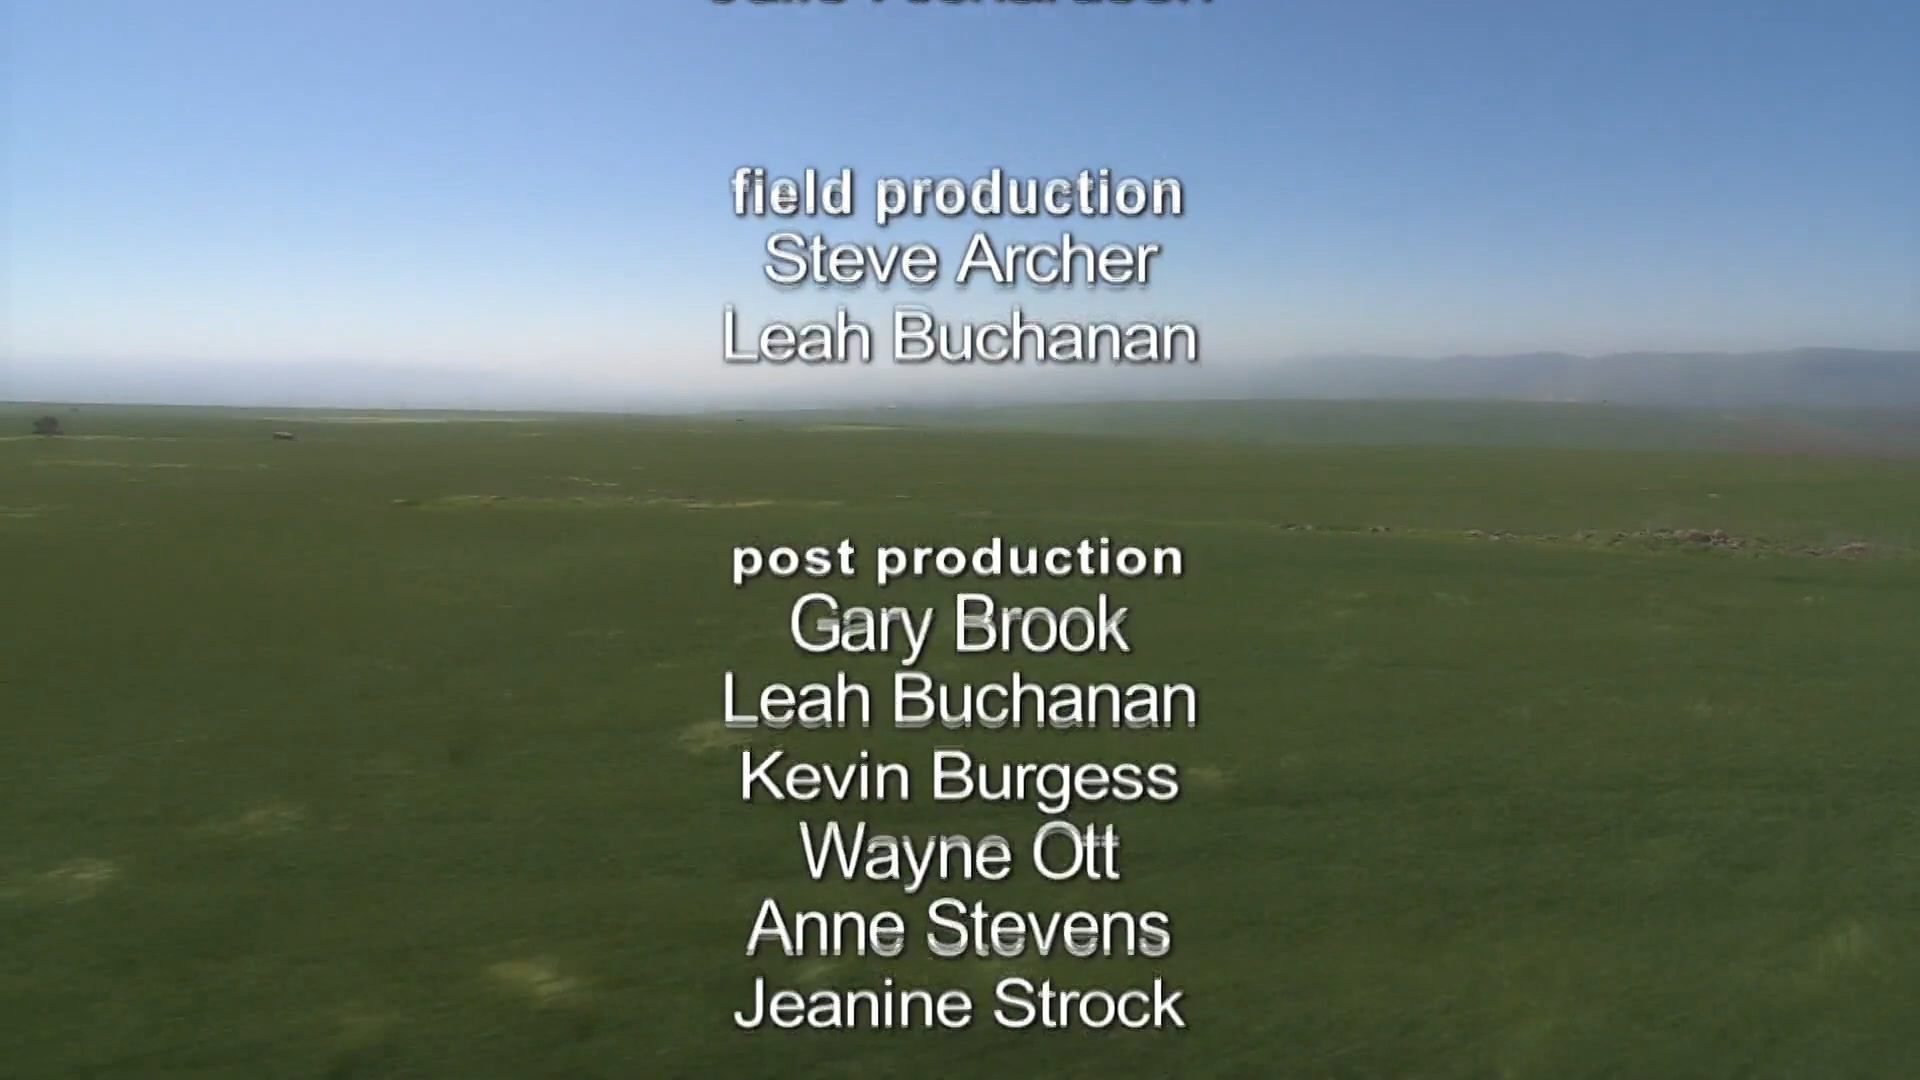 field production
Steve Archer
Leah Buchanan
post production
Gary Brook
Leah Buchanan
Kevin Burgess
Wayne Ott
Anne Stevens
Jeanine Strock